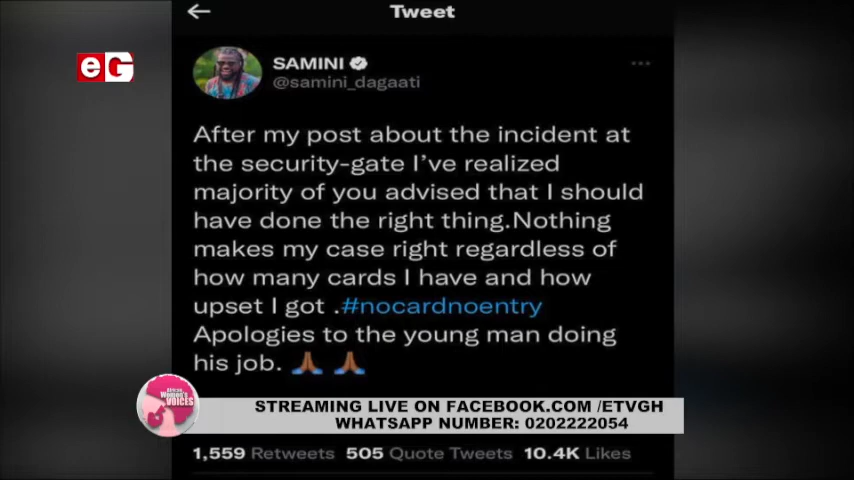 Tweet
eG
SAMINI
@samini_dagaati
After my post about the incident at
the security-gate I’ve realized
majority of you advised that I should
have done the right thing.Nothing
makes my case right regardless of
how many cards I have and how
upset I got .#nocardnoentry
Apologies to the young man doing
his job. 🙏🏾 🙏🏾
Women's
VOICES
STREAMING LIVE ON FACEBOOK.COM /ETVGH
WHATSAPP NUMBER: 0202222054
1,559 Retweets 505 Quote Tweets 10.4K Likes